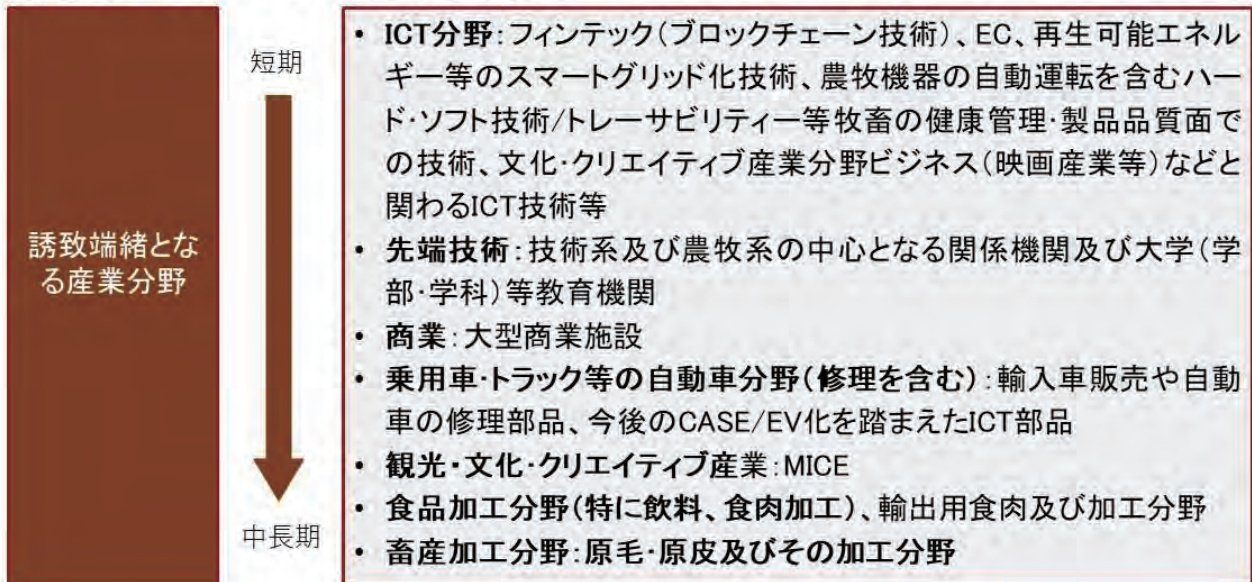 誘致端緒とな
る産業分野
短期
中長期
• ICT分野：フィンテック（ブロックチェーン技術）、EC、再生可能エネル
ギー等のスマートグリッド化技術、農牧機器の自動運転を含むハー
ド・ソフト技術/トレーサビリティー等牧畜の健康管理・製品品質面で
の技術、文化・クリエイティブ産業分野ビジネス（映画産業等）などと
関わるICT技術等
• 先端技術：技術系及び農牧系の中心となる関係機関及び大学（学
部・学科）等教育機関
• 商業：大型商業施設
• 乗用車・トラック等の自動車分野（修理を含む）：輸入車販売や自動
車の修理部品、今後のCASE/EV化を踏まえたICT部品
• 観光・文化・クリエイティブ産業：MICE
• 食品加工分野（特に飲料、食肉加工）、輸出用食肉及び加工分野
• 畜産加工分野：原毛・原皮及びその加工分野